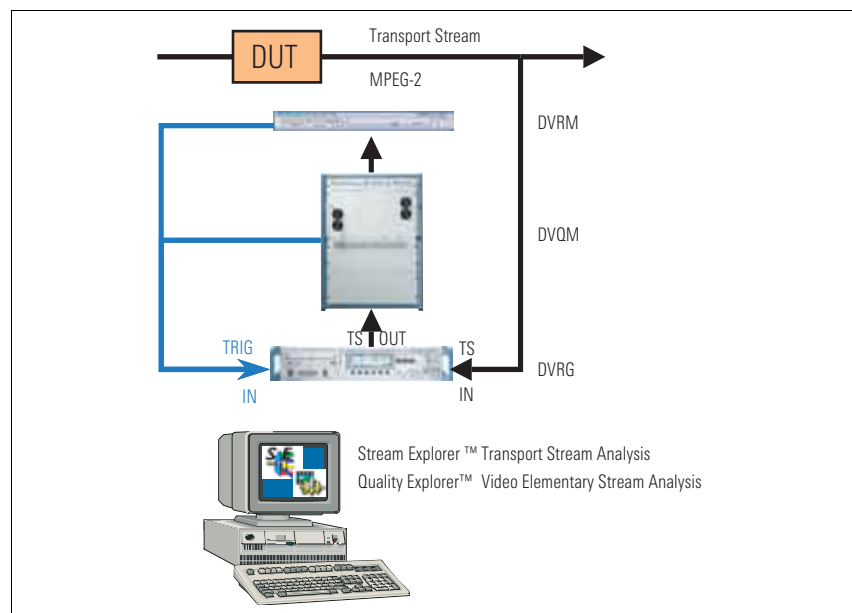 Transport Stream
DUT
MPEG-2
DVRM
DVQM
TS OUT
TRIG
TS
DVRG
IN
IN
Stream Explorer ™ Transport Stream Analysis
Quality Explorer™ Video Elementary Stream Analysis